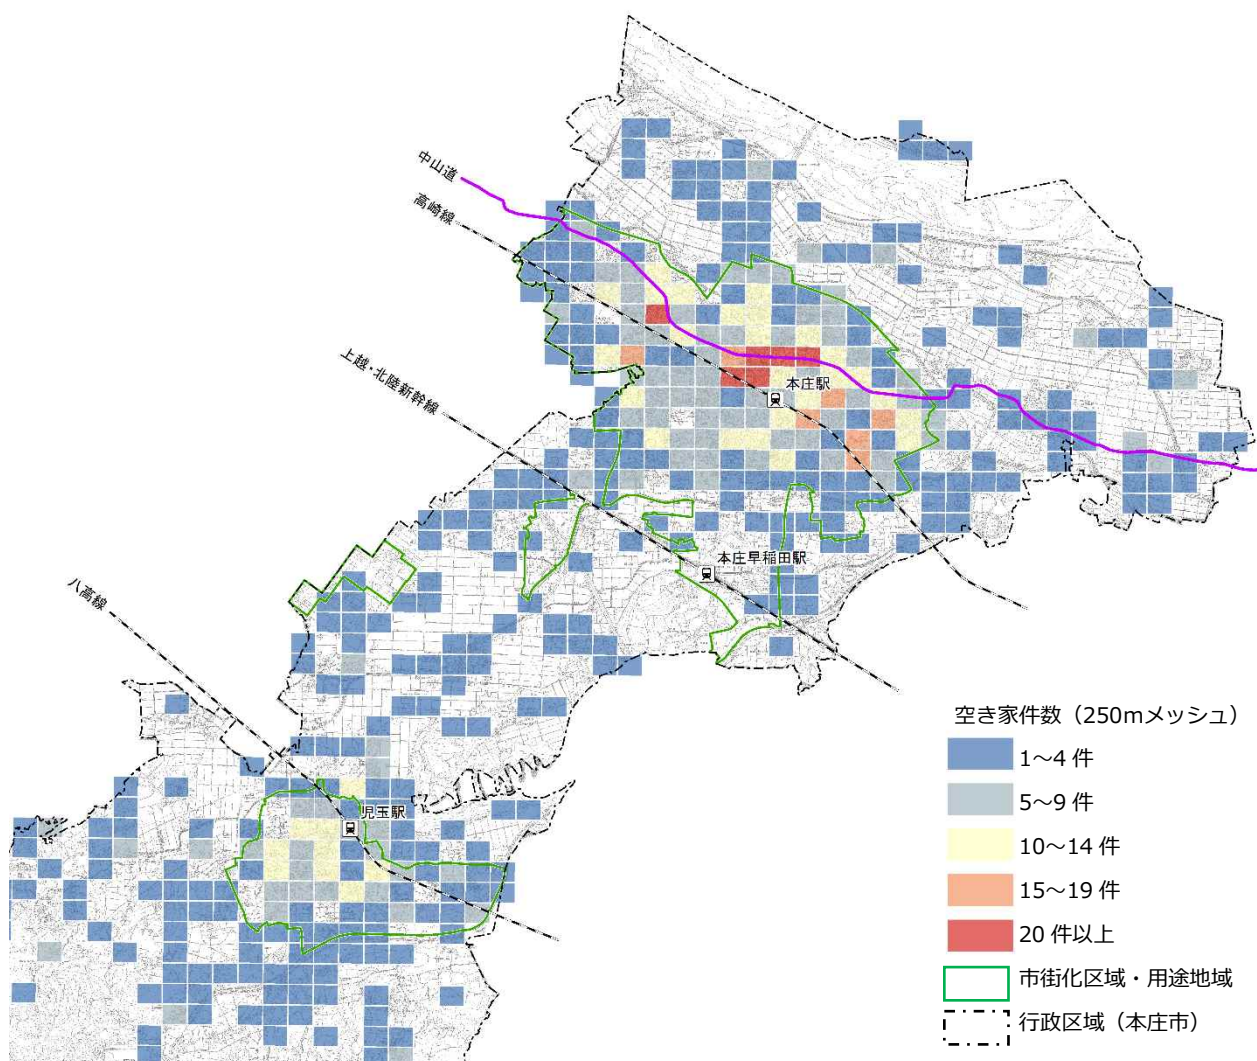 中山道
高崎線
上越・北陸新幹線
本庄駅
本庄早稲田駅
八高線
児玉駅
空き家件数（250mメッシュ）
1～4 件
5～9 件
10～14 件
15～19 件
20 件以上
市街化区域・用途地域
行政区域（本庄市）